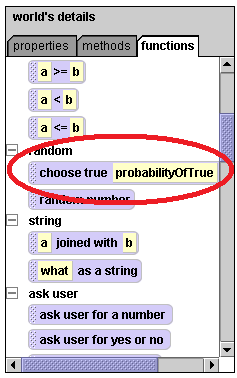 world's details
properties methods functions
a >= b
a < b
a <= b
random
choose true probabilityOfTrue
random number
string
a joined with b
what as a string
ask user
ask user for a number
ask user for yes or no